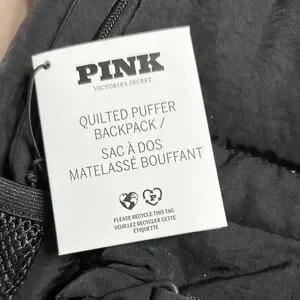 PINK
VICTORIA'S SECRET
QUILTED PUFFER
BACKPACK /
SAC À DOS
MATELASSÉ BOUFFANT
PLEASE RECYCLE THIS TAG
VEUILLEZ RECYCLER CETTE
ÉTIQUETTE